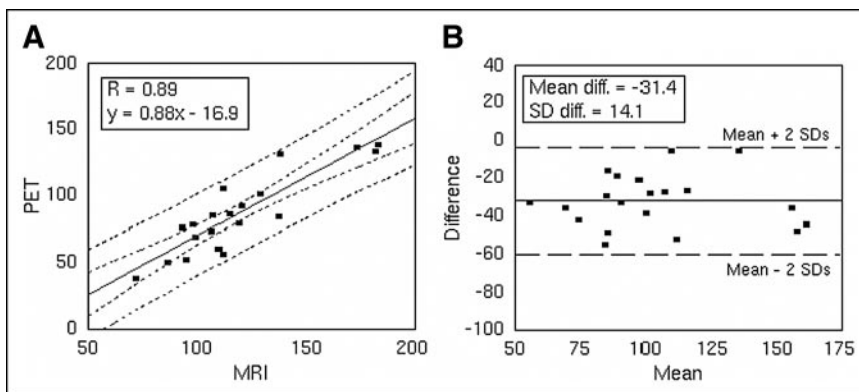 A
200
150
100
50
0
PET
R = 0.89
y = 0.88x - 16.9
50
100
150
200
MRI
B
40
20
0
-20
-40
-60
-80
-100
Difference
Mean diff. = -31.4
SD diff. = 14.1
Mean + 2 SDs
Mean - 2 SDs
50
75
100
125
150
175
Mean